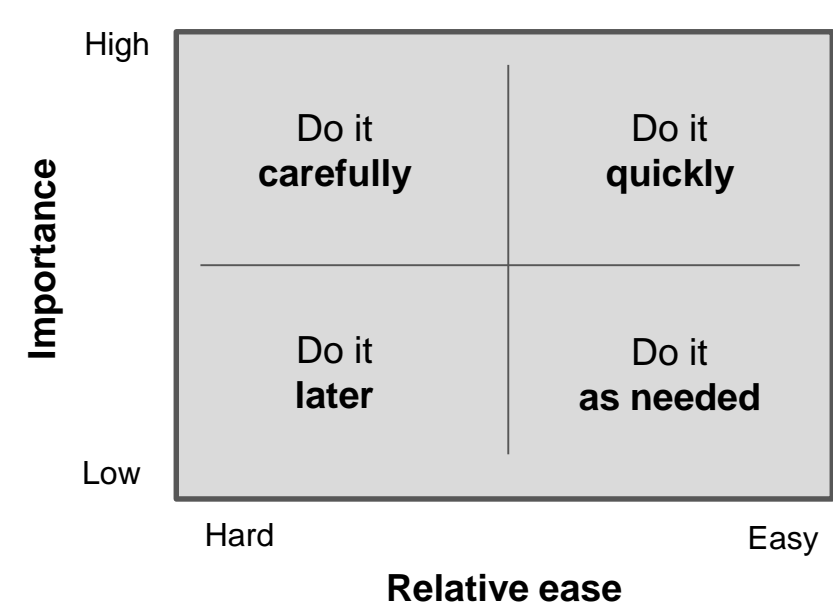 High
Do it
carefully
Do it
quickly
Importance
Do it
later
Do it
as needed
Low
Hard
Easy
Relative ease